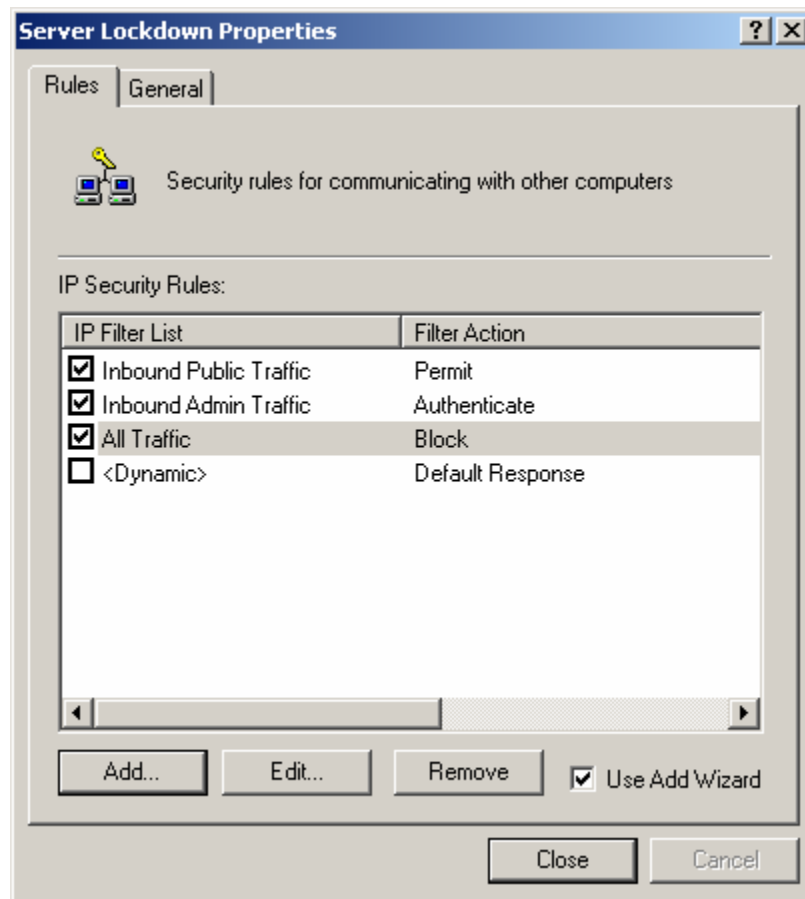 Server Lockdown Properties
Rules General
Security rules for communicating with other computers
IP Security Rules:
IP Filter List Filter Action
Inbound Public Traffic Permit
Inbound Admin Traffic Authenticate
All Traffic Block
<Dynamic> Default Response
Add... Edit... Remove Use Add Wizard
Close Cancel